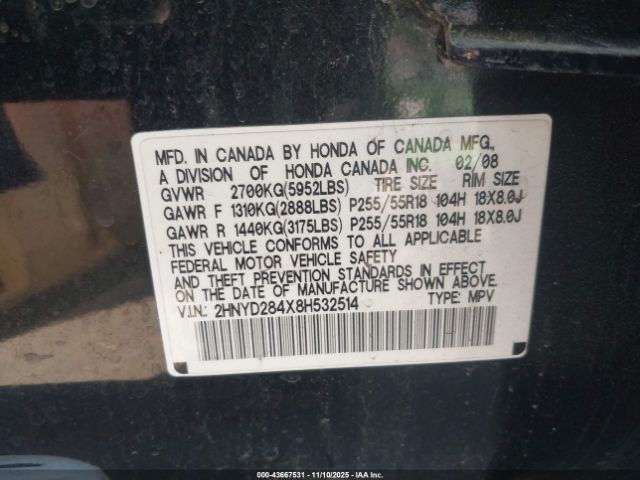 MFD. IN CANADA BY HONDA OF CANADA MFG.,
A DIVISION OF HONDA CANADA INC. 02/08
GVWR 2700KG(5952LBS) TIRE SIZE RIM SIZE
GAWR F 1310KG(2888LBS) P255/55R18 104H 18X8.0J
GAWR R 1440KG(3175LBS) P255/55R18 104H 18X8.0J
THIS VEHICLE CONFORMS TO ALL APPLICABLE
FEDERAL MOTOR VEHICLE SAFETY
AND THEFT PREVENTION STANDARDS IN EFFECT
ON THE DATE OF MANUFACTURE SHOWN ABOVE.
V.I.N.: 2HNYD284X8H532514 TYPE: MPV
000-43667531 - 11/10/2025 - IAAI.COM